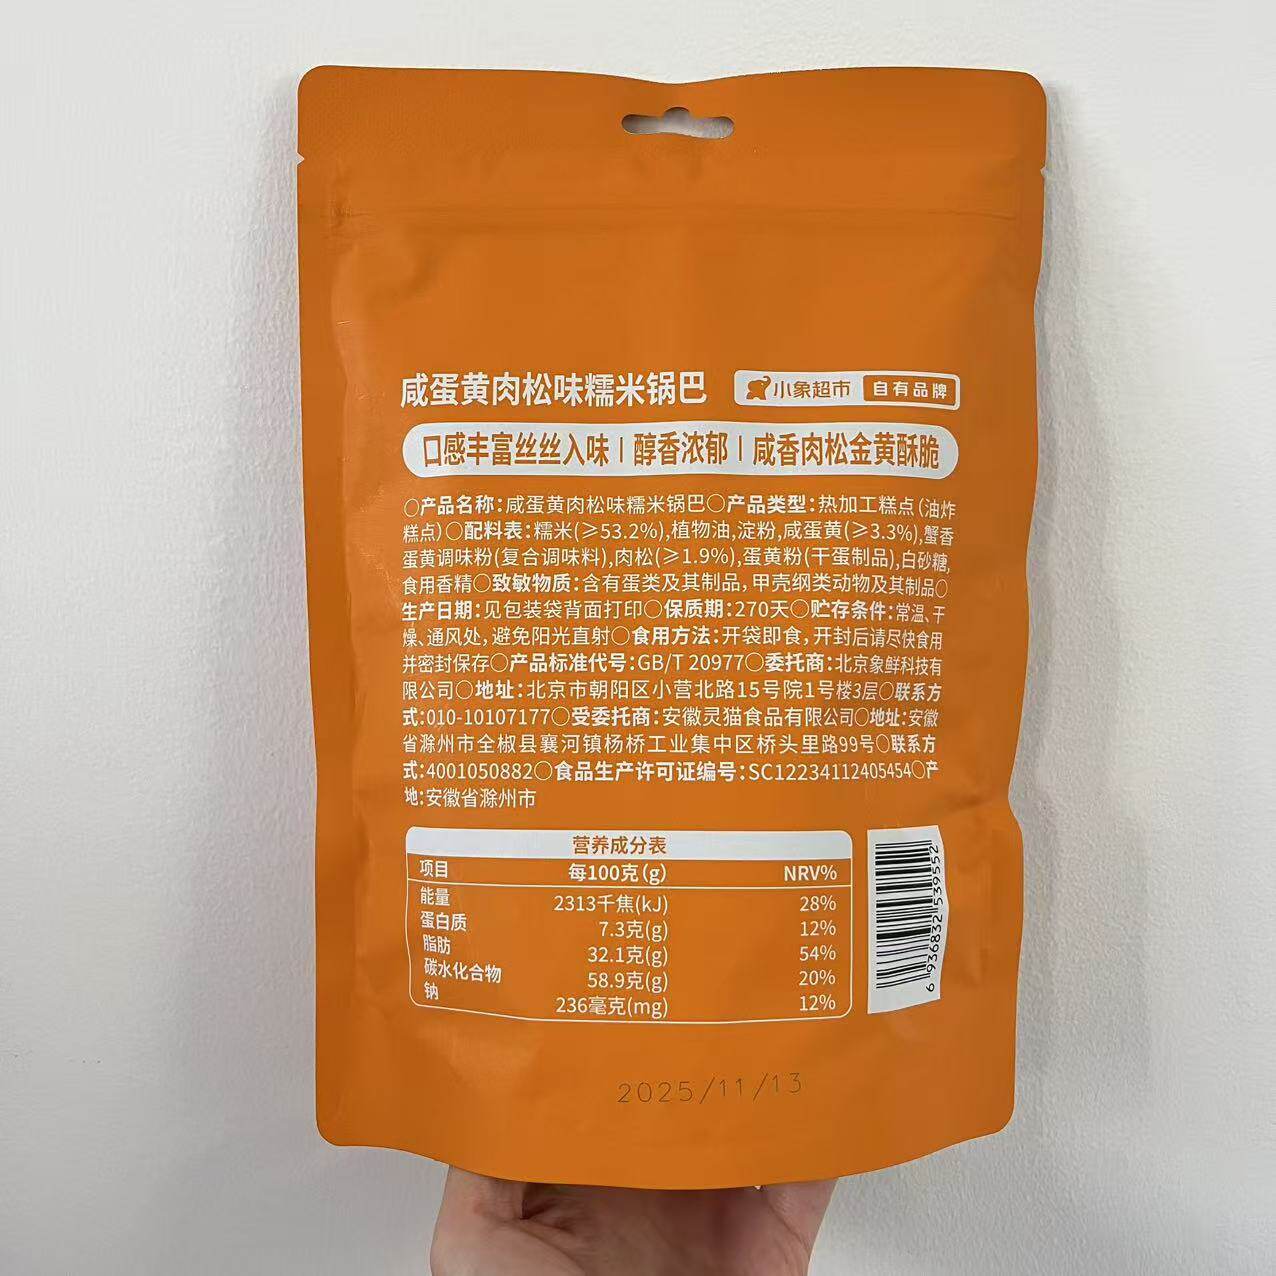 咸蛋黄肉松味糯米锅巴 小象超市 自有品牌
口感丰富丝丝入味 | 醇香浓郁 | 咸香肉松金黄酥脆
○产品名称:咸蛋黄肉松味糯米锅巴○产品类型:热加工糕点(油炸
糕点)○配料表:糯米(≥53.2%),植物油,淀粉,咸蛋黄(≥3.3%),蟹香
蛋黄调味粉(复合调味料),肉松(≥1.9%),蛋黄粉(干蛋制品),白砂糖,
食用香精○致敏物质:含有蛋类及其制品,甲壳纲类动物及其制品○
生产日期:见包装袋背面打印○保质期:270天○贮存条件:常温、干
燥、通风处,避免阳光直射○食用方法:开袋即食,开封后请尽快食用
并密封保存○产品标准代号:GB/T 20977○委托商:北京象鲜科技有
限公司○地址:北京市朝阳区小营北路15号院1号楼3层○联系方
式:010-10107177○受委托商:安徽灵猫食品有限公司○地址:安徽
省滁州市全椒县襄河镇杨桥工业集中区桥头里路99号○联系方
式:4001050882○食品生产许可证编号:SC12234112405454○产
地:安徽省滁州市
营养成分表
项目 每100克(g) NRV%
能量 2313千焦(kJ) 28%
蛋白质 7.3克(g) 12%
脂肪 32.1克(g) 54%
碳水化合物 58.9克(g) 20%
钠 236毫克(mg) 12%
6 936832 539552
2025/11/13